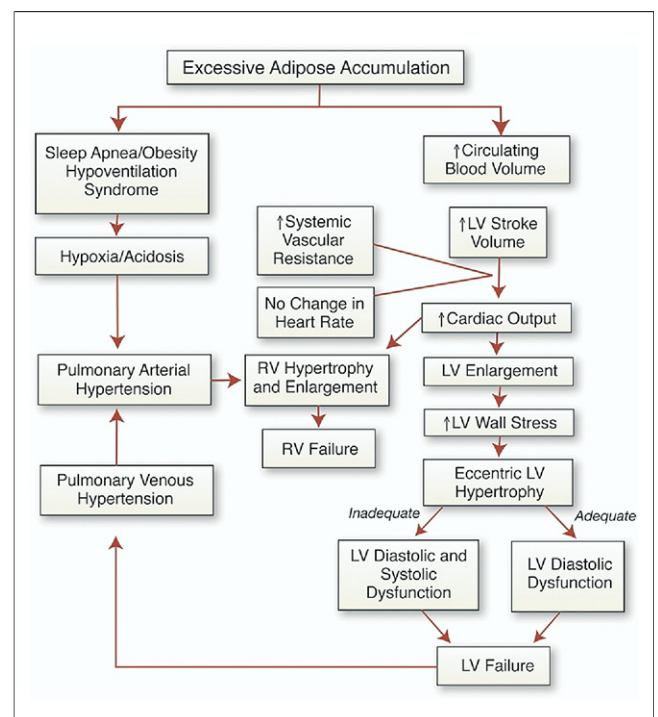 Excessive Adipose Accumulation
Sleep Apnea/Obesity
Hypoventilation
Syndrome
↑Circulating
Blood Volume
↑Systemic
Vascular
Resistance
↑LV Stroke
Volume
Hypoxia/Acidosis
No Change in
Heart Rate
↑Cardiac Output
Pulmonary Arterial
Hypertension
RV Hypertrophy
and Enlargement
LV Enlargement
↑LV Wall Stress
RV Failure
Pulmonary Venous
Hypertension
Eccentric LV
Hypertrophy
Inadequate
Adequate
LV Diastolic and
Systolic
Dysfunction
LV Diastolic
Dysfunction
LV Failure